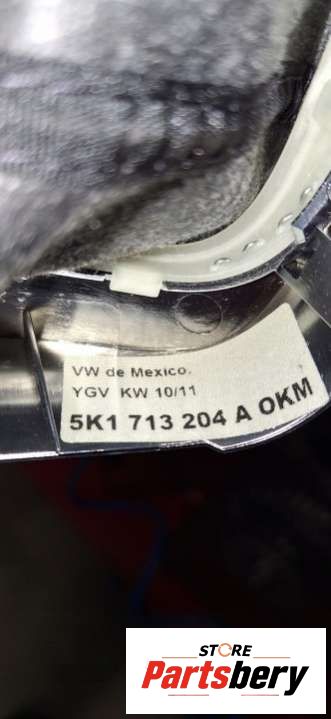 VW de Mexico.
YGV KW 10/11
5K1 713 204 A OKM
STORE
Partsbery